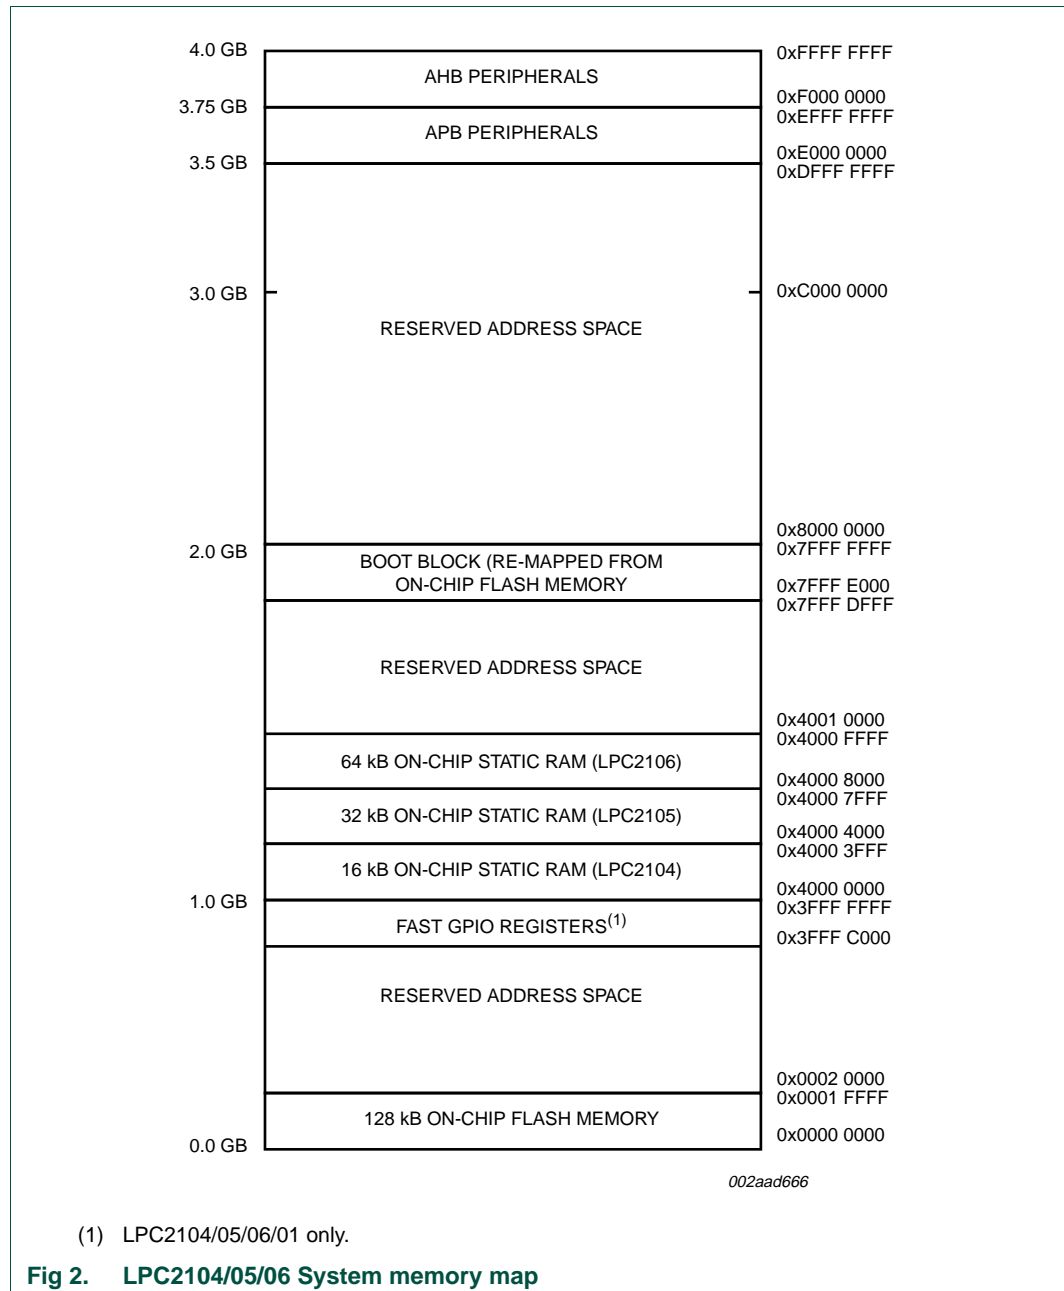 4.0 GB
0xFFFF FFFF
AHB PERIPHERALS
0xF000 0000
3.75 GB
0xEFFF FFFF
APB PERIPHERALS
0xE000 0000
3.5 GB
0xDFFF FFFF
3.0 GB
0xC000 0000
RESERVED ADDRESS SPACE
0x8000 0000
2.0 GB
0x7FFF FFFF
BOOT BLOCK (RE-MAPPED FROM
ON-CHIP FLASH MEMORY
0x7FFF E000
0x7FFF DFFF
RESERVED ADDRESS SPACE
0x4001 0000
0x4000 FFFF
64 kB ON-CHIP STATIC RAM (LPC2106)
0x4000 8000
0x4000 7FFF
32 kB ON-CHIP STATIC RAM (LPC2105)
0x4000 4000
0x4000 3FFF
16 kB ON-CHIP STATIC RAM (LPC2104)
0x4000 0000
1.0 GB
0x3FFF FFFF
FAST GPIO REGISTERS(1)
0x3FFF C000
RESERVED ADDRESS SPACE
0x0002 0000
0x0001 FFFF
128 kB ON-CHIP FLASH MEMORY
0x0000 0000
0.0 GB
002aad666
(1) LPC2104/05/06/01 only.
Fig 2. LPC2104/05/06 System memory map